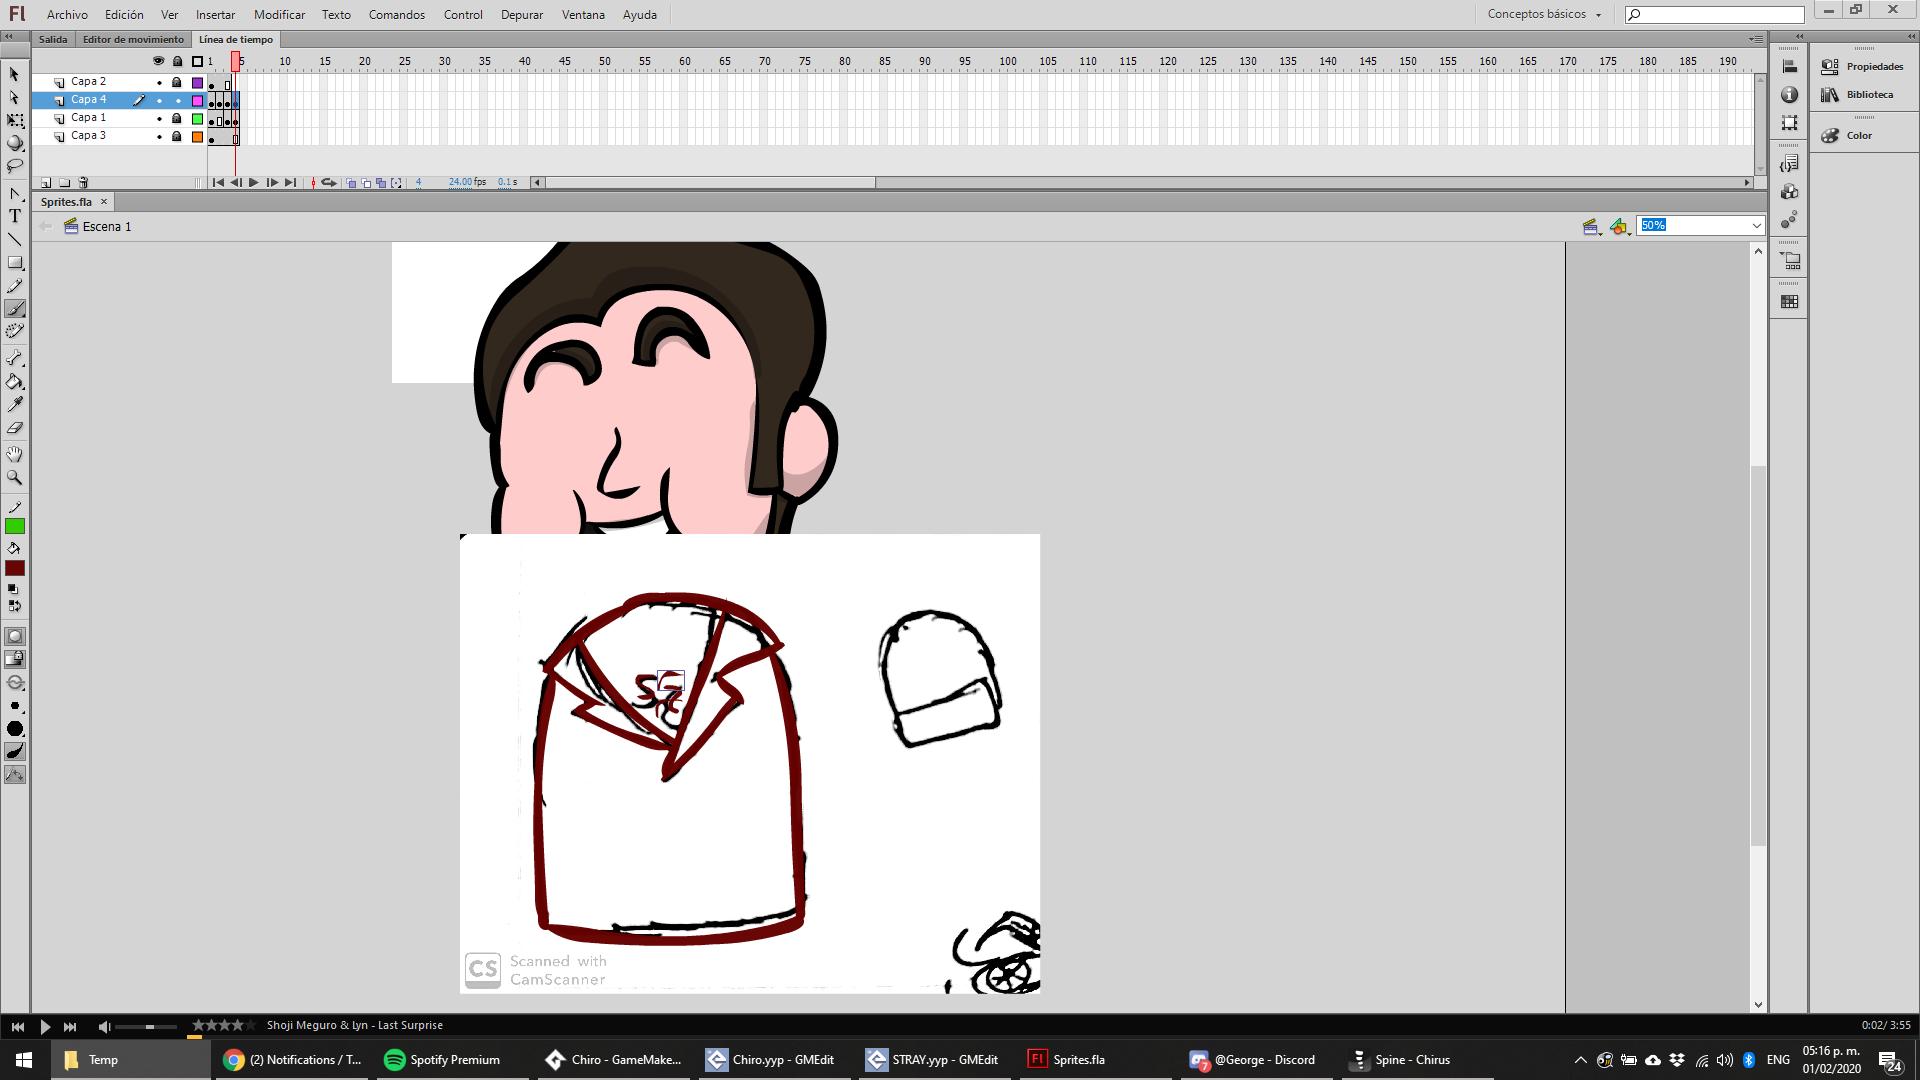 Fl Archivo Edición Ver Insertar Modificar Texto Comandos Control Depurar Ventana Ayuda Conceptos básicos
Salida Editor de movimiento Línea de tiempo
1 5 10 15 20 25 30 35 40 45 50 55 60 65 70 75 80 85 90 95 100 105 110 115 120 125 130 135 140 145 150 155 160 165 170 175 180 185 190
Capa 2
Capa 4
Capa 1
Capa 3
4 24.00 fps 0.1 s
Sprites.fla
Escena 1 50%
Propiedades
Biblioteca
Color
T
CS Scanned with
CamScanner
Shoji Meguro & Lyn - Last Surprise 0:02/ 3:55
Temp (2) Notifications / T... Spotify Premium Chiro - GameMake... Chiro.yyp - GMEdit STRAY.yyp - GMEdit Fl Sprites.fla 7 @George - Discord Spine - Chirus ENG 05:16 p. m.
01/02/2020 24